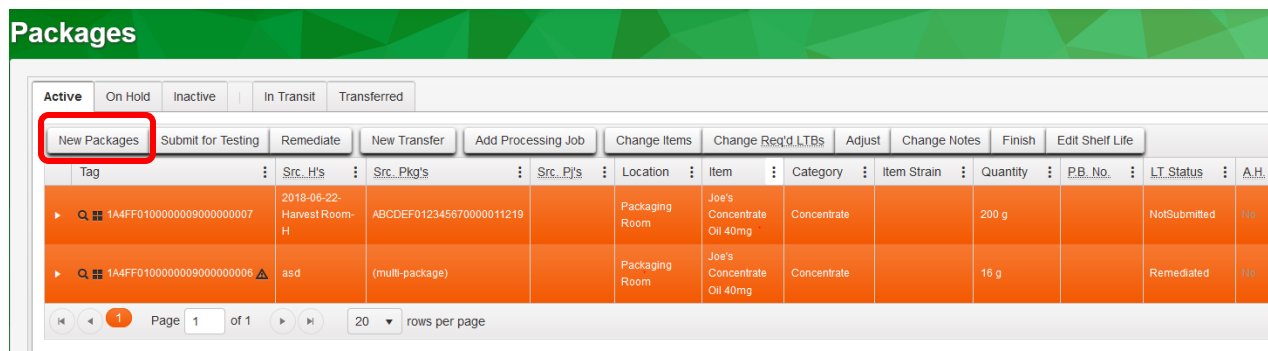 Packages
Active On Hold Inactive In Transit Transferred
New Packages Submit for Testing Remediate New Transfer Add Processing Job Change Items Change Req'd LTBs Adjust Change Notes Finish Edit Shelf Life
Tag Src. H's Src. Pkg's Src. Pj's Location Item Category Item Strain Quantity P.B. No. LT Status A.H.
1A4FF0100000009000000007 2018-06-22-Harvest Room-H ABCDEF012345670000011219 Packaging Room Joe's Concentrate Oil 40mg Concentrate 200 g NotSubmitted No
1A4FF0100000009000000006 asd (multi-package) Packaging Room Joe's Concentrate Oil 40mg Concentrate 16 g Remediated No
1 Page 1 of 1 20 rows per page